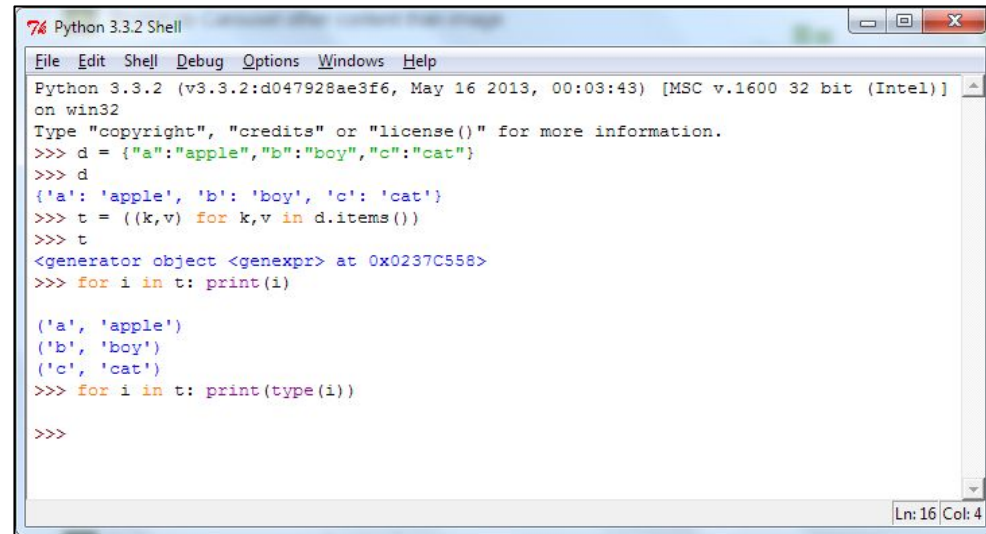 Python 3.3.2 Shell
File Edit Shell Debug Options Windows Help
Python 3.3.2 (v3.3.2:d047928ae3f6, May 16 2013, 00:03:43) [MSC v.1600 32 bit (Intel)]
on win32
Type "copyright", "credits" or "license()" for more information.
>>> d = {"a":"apple","b":"boy","c":"cat"}
>>> d
{'a': 'apple', 'b': 'boy', 'c': 'cat'}
>>> t = ((k,v) for k,v in d.items())
>>> t
<generator object <genexpr> at 0x0237C558>
>>> for i in t: print(i)
('a', 'apple')
('b', 'boy')
('c', 'cat')
>>> for i in t: print(type(i))
>>>
Ln: 16 Col: 4